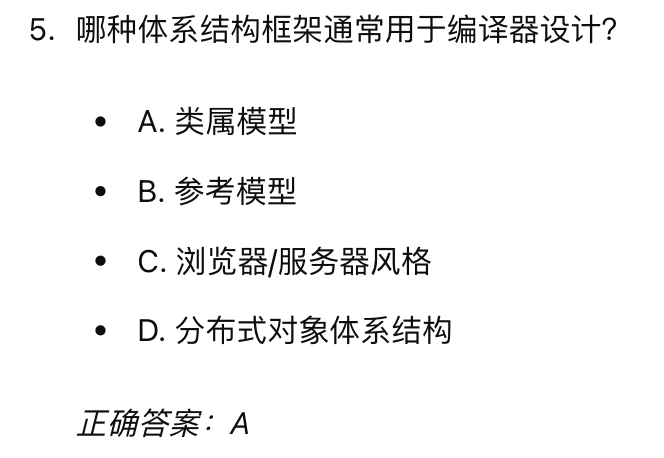 5. 哪种体系结构框架通常用于编译器设计?
• A. 类属模型
• B. 参考模型
• C. 浏览器/服务器风格
• D. 分布式对象体系结构
正确答案：A